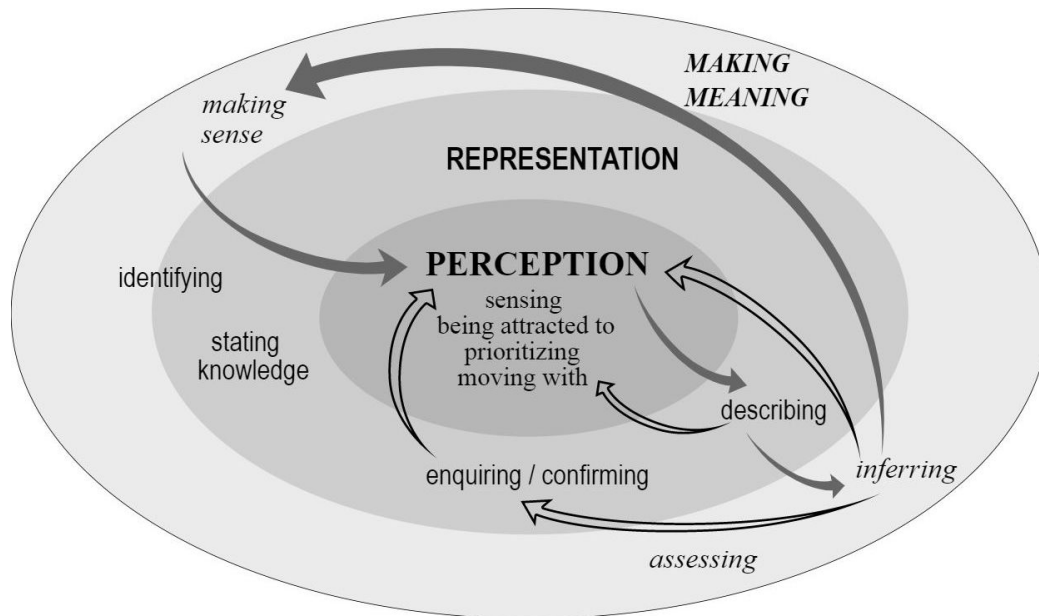 MAKING
MEANING
making
sense
REPRESENTATION
PERCEPTION
identifying
sensing
being attracted to
prioritizing
moving with
stating
knowledge
describing
enquiring / confirming
inferring
assessing